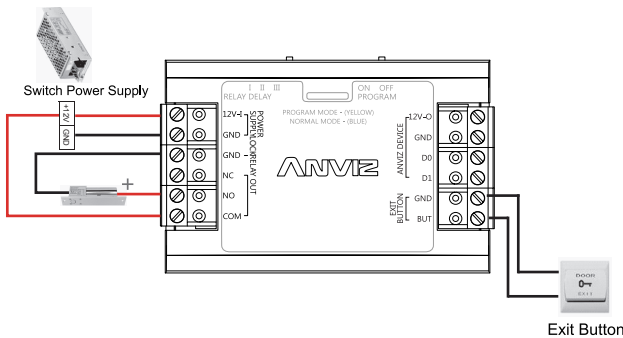 Switch Power Supply
+12V
GND
I II III
RELAY DELAY
ON OFF
PROGRAM
PROGRAM MODE - (YELLOW)
NORMAL MODE - (BLUE)
12V-I
GND
GND
NC
NO
COM
POWER
SUPPLY
LOCK
RELAY OUT
ANVIZ
12V-O
GND
D0
D1
GND
BUT
ANVIZ DEVICE
EXIT
BUTTON
+
DOOR
EXIT
Exit Button